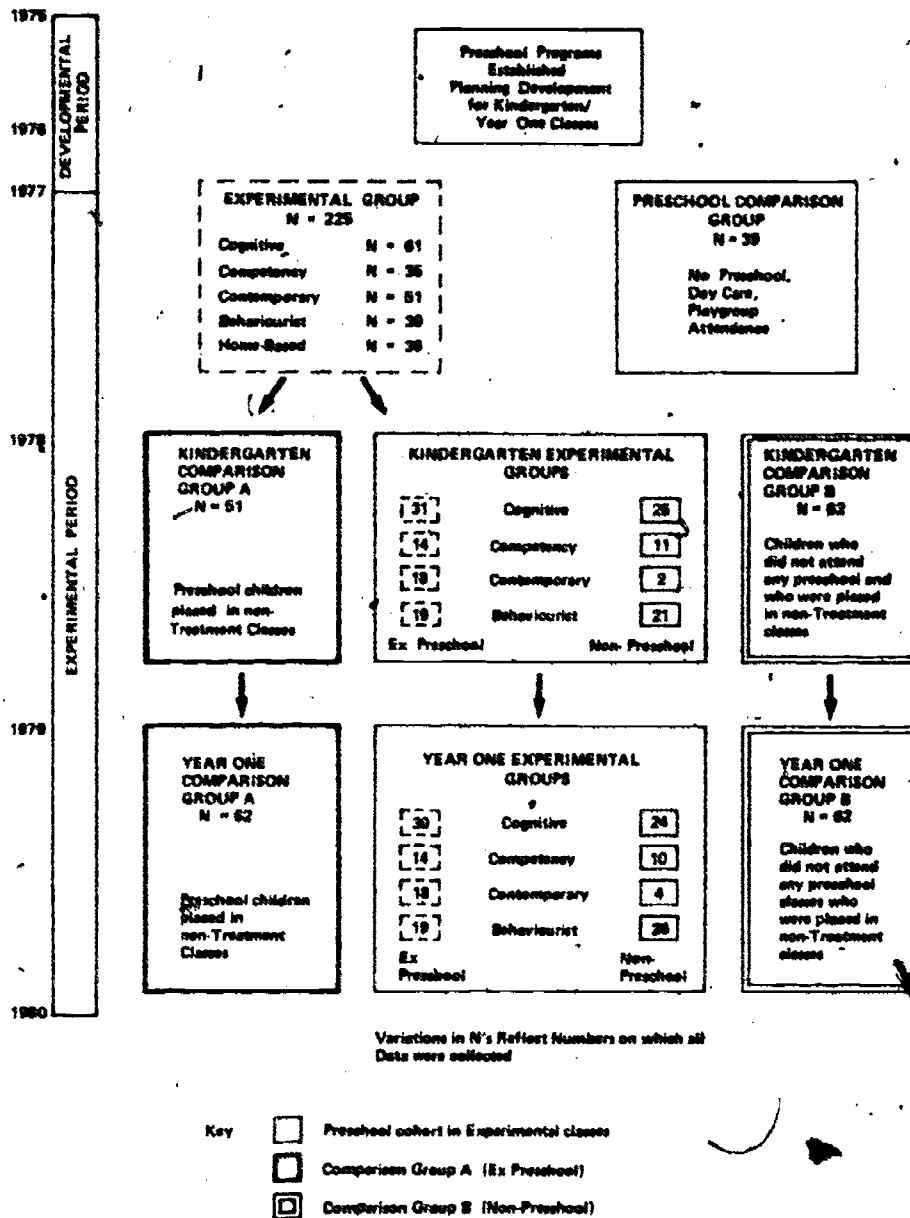 1975
DEVELOPMENTAL
PERIOD
1976
1977
Preschool Programs
Established
Planning Development
for Kindergarten/
Year One Classes
EXPERIMENTAL GROUP
N = 225
Cognitive N = 61
Competency N = 35
Contemporary N = 51
Behaviourist N = 39
Home-Based N = 39
PRESCHOOL COMPARISON
GROUP
N = 39
No Preschool,
Day Care,
Playgroup
Attendance
EXPERIMENTAL PERIOD
1978
KINDERGARTEN
COMPARISON
GROUP A
N = 51
Preschool children
placed in non-
Treatment Classes
KINDERGARTEN EXPERIMENTAL
GROUPS
31 Cognitive 25
14 Competency 11
Contemporary 2
19 Behaviourist 21
Ex Preschool Non-Preschool
KINDERGARTEN
COMPARISON
GROUP B
N = 62
Children who
did not attend
any preschool and
who were placed
in non-Treatment
classes
1979
YEAR ONE
COMPARISON
GROUP A
N = 62
Preschool children
placed in
non-Treatment
Classes
YEAR ONE EXPERIMENTAL
GROUPS
30 Cognitive 24
14 Competency 10
18 Contemporary 4
19 Behaviourist 26
Ex
Preschool
Non-
Preschool
YEAR ONE
COMPARISON
GROUP B
N = 62
Children who
did not attend
any preschool
classes who
were placed in
non-Treatment
classes
1980
Variations in N's Reflect Numbers on which all
Data were collected
Key
Preschool cohort in Experimental classes
Comparison Group A (Ex Preschool)
Comparison Group B (Non-Preschool)